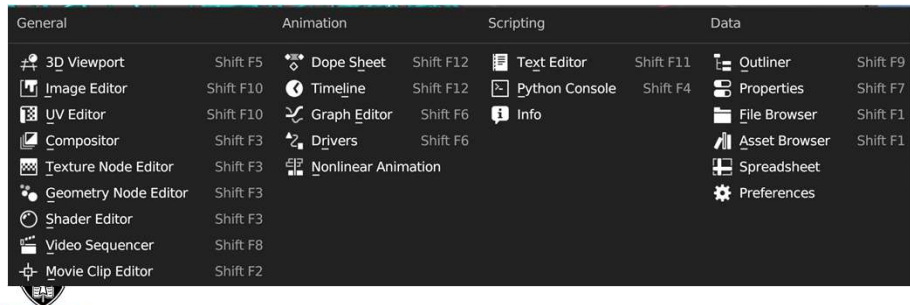 General
3D Viewport Shift F5
Image Editor Shift F10
UV Editor Shift F10
Compositor Shift F3
Texture Node Editor Shift F3
Geometry Node Editor Shift F3
Shader Editor Shift F3
Video Sequencer Shift F8
Movie Clip Editor Shift F2
Animation
Dope Sheet Shift F12
Timeline Shift F12
Graph Editor Shift F6
Drivers Shift F6
Nonlinear Animation
Scripting
Text Editor Shift F11
Python Console Shift F4
Info
Data
Outliner Shift F9
Properties Shift F7
File Browser Shift F1
Asset Browser Shift F1
Spreadsheet
Preferences